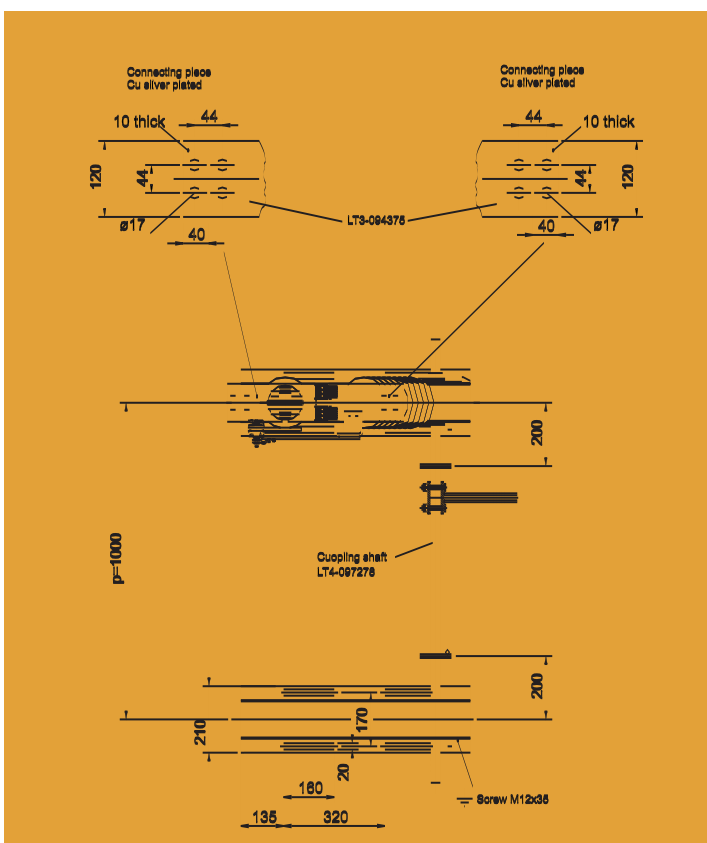 Connecting piece
Cu silver plated
Connecting piece
Cu silver plated
10 thick
44
44
10 thick
120
44
44
120
ø17
LT3-094375
ø17
40
40
200
p=1000
Cuopling shaft
LT4-097276
200
210
170
20
160
Screw M12x35
135
320